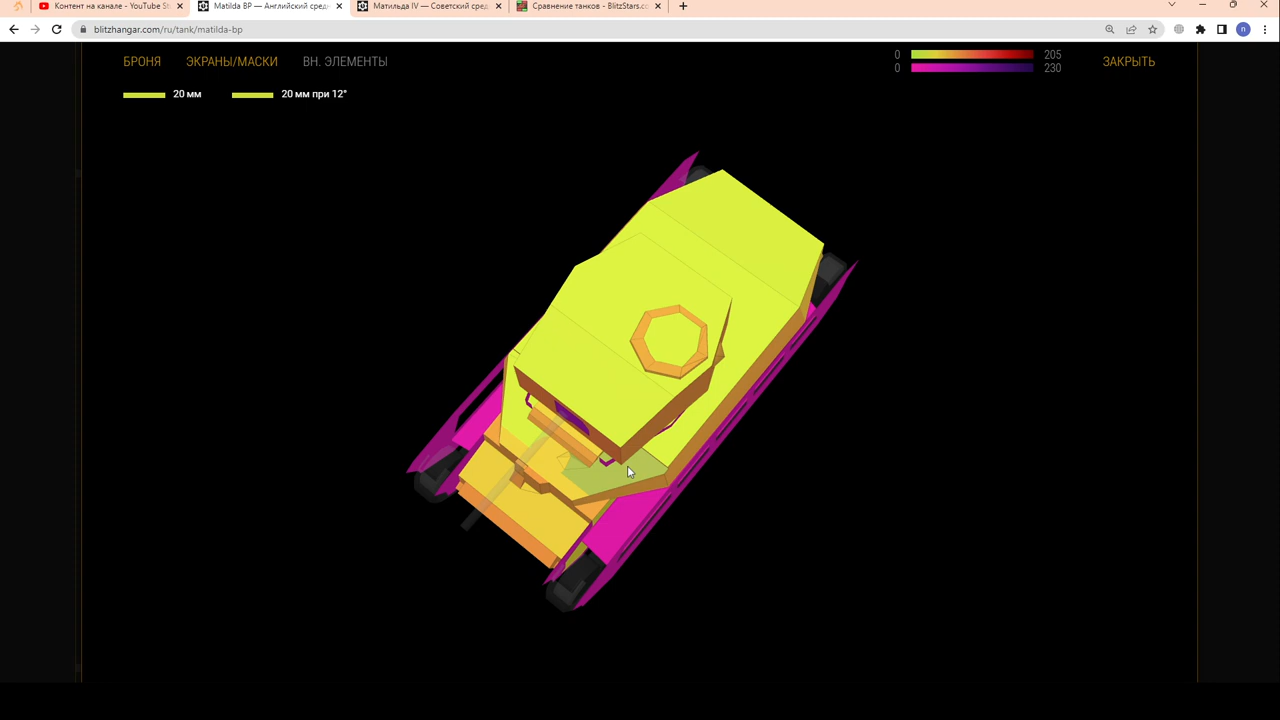 Контент на канале - YouTube St
Matilda BP — Английский средн
Матильда IV — Советский сред
Сравнение танков - BlitzStars.co
blitzhangar.com/ru/tank/matilda-bp
n
БРОНЯ ЭКРАНЫ/МАСКИ ВН. ЭЛЕМЕНТЫ
0 205
0 230
ЗАКРЫТЬ
20 мм 20 мм при 12°